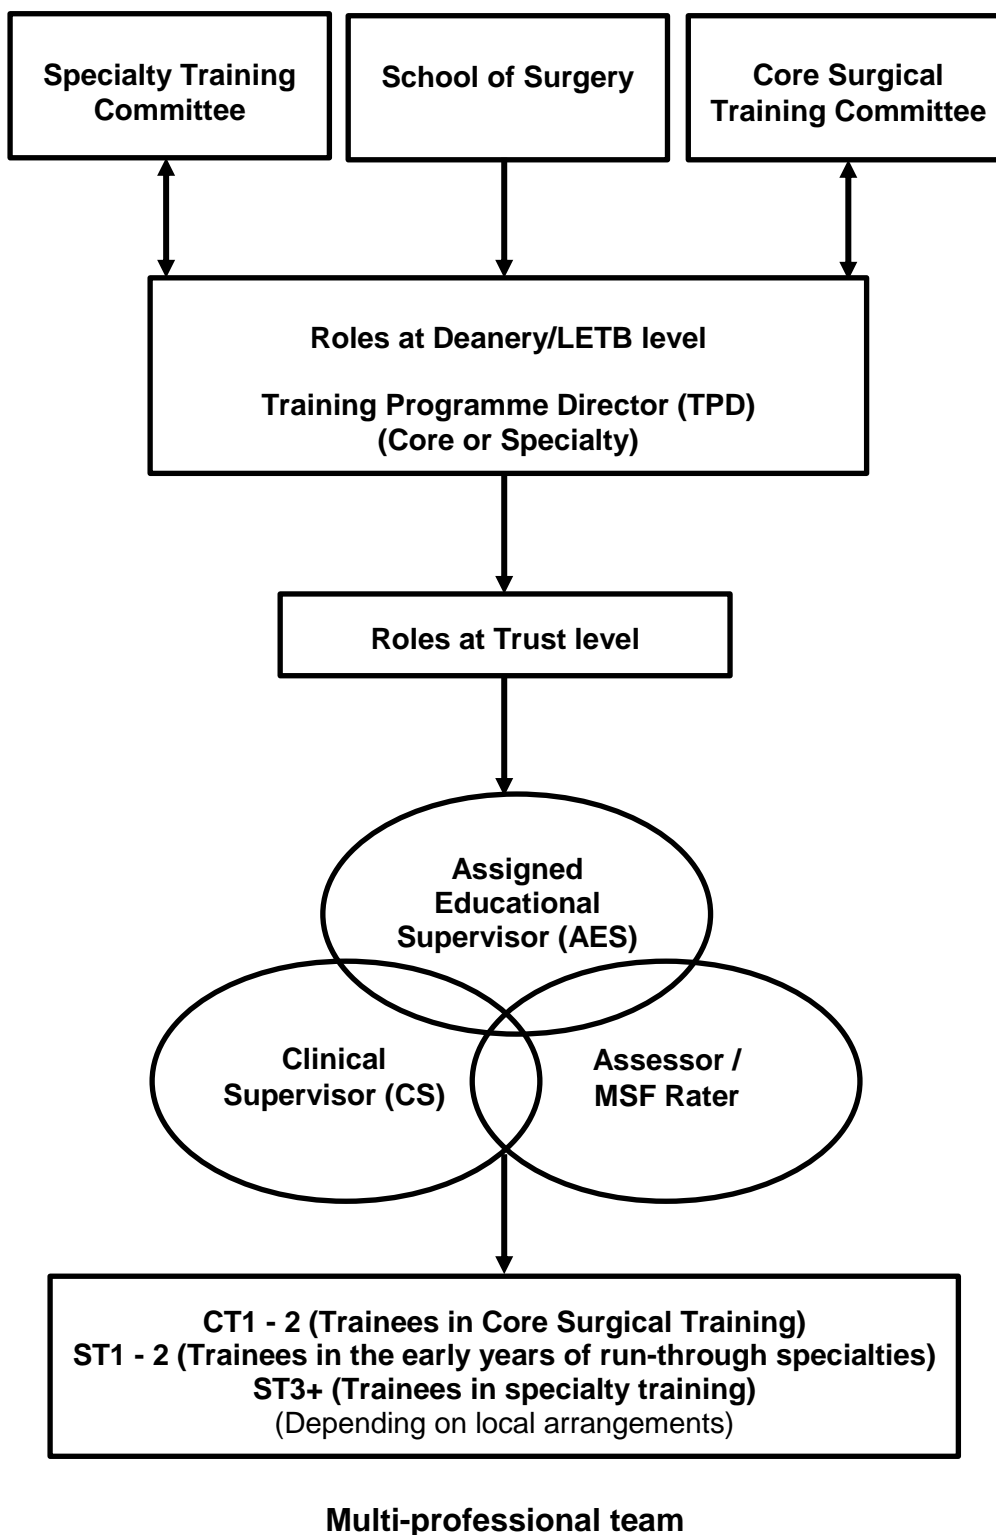 Specialty Training
Committee
School of Surgery
Core Surgical
Training Committee
Roles at Deanery/LETB level
Training Programme Director (TPD)
(Core or Specialty)
Roles at Trust level
Assigned
Educational
Supervisor (AES)
Clinical
Supervisor (CS)
Assessor /
MSF Rater
CT1 - 2 (Trainees in Core Surgical Training)
ST1 - 2 (Trainees in the early years of run-through specialties)
ST3+ (Trainees in specialty training)
(Depending on local arrangements)
Multi-professional team